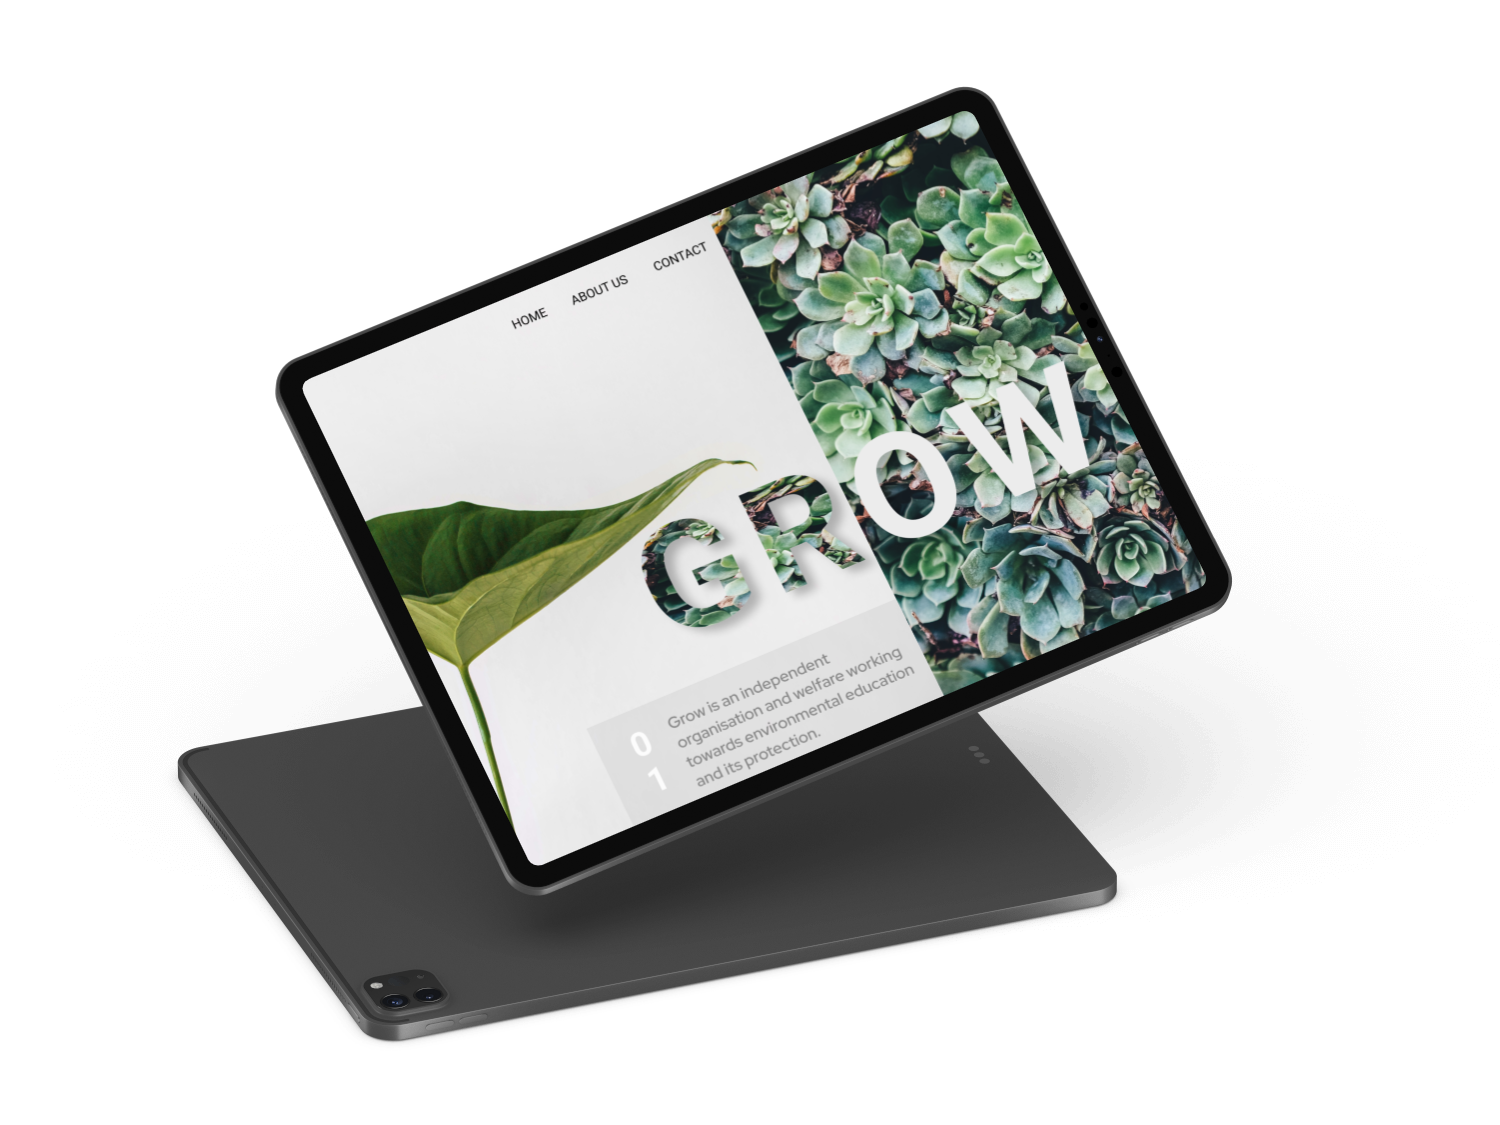 HOME ABOUT US CONTACT
GROW
0
1
Grow is an independent
organisation and welfare working
towards environmental education
and its protection.